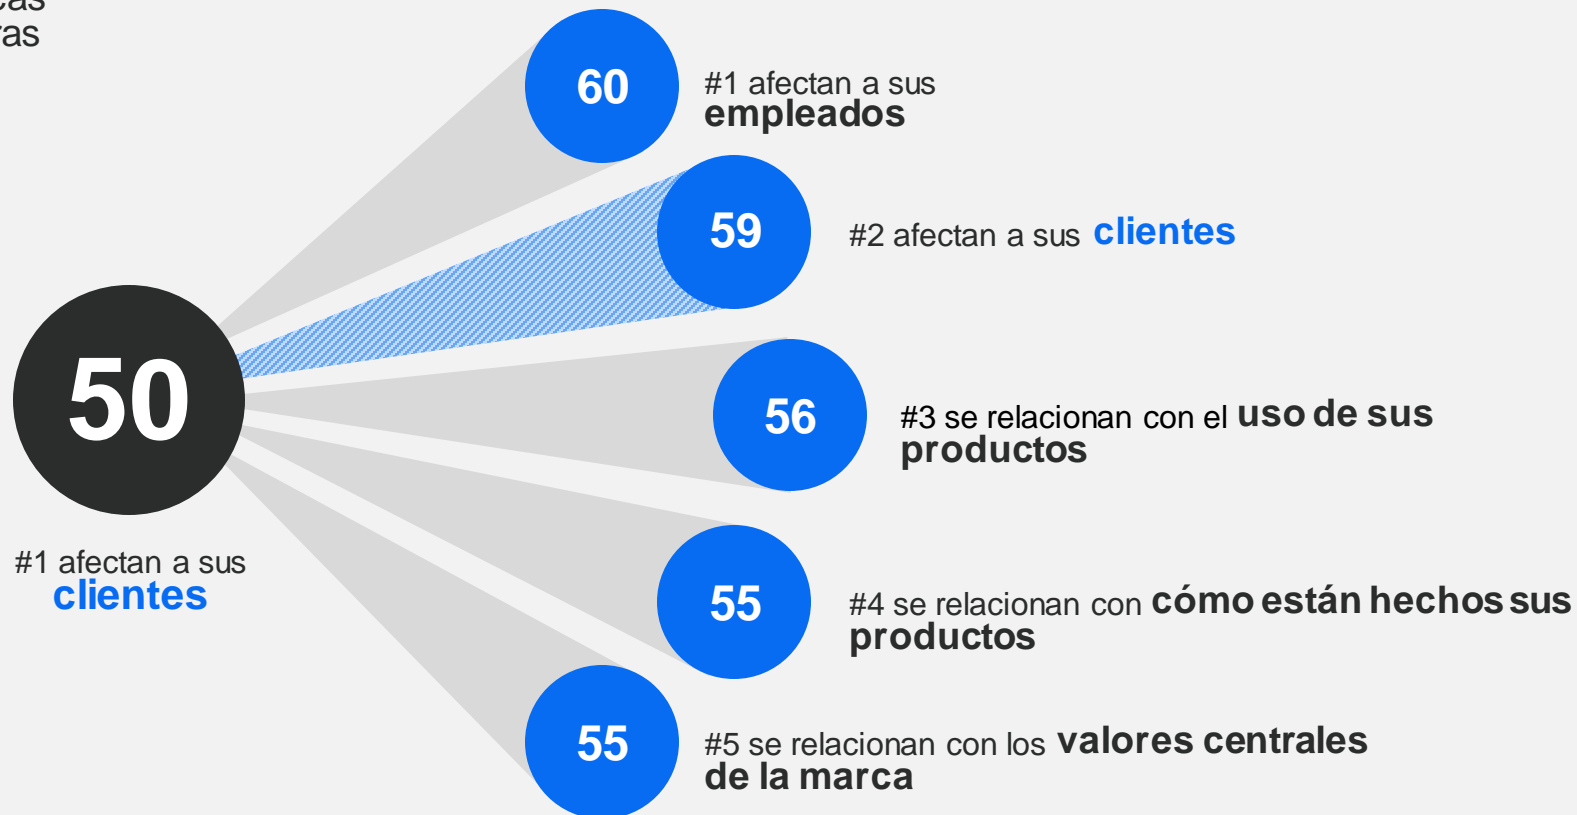 60
#1 afectan a sus
empleados
59
#2 afectan a sus clientes
50
#1 afectan a sus
clientes
56
#3 se relacionan con el uso de sus
productos
55
#4 se relacionan con cómo están hechos sus
productos
55
#5 se relacionan con los valores centrales
de la marca